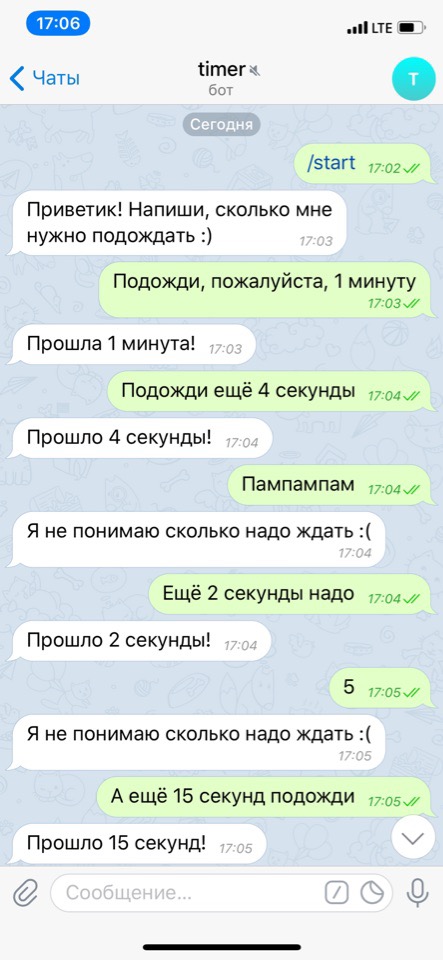 17:06
LTE
Чаты
timer
бот
T
Сегодня
/start 17:02
Приветик! Напиши, сколько мне
нужно подождать :) 17:03
Подожди, пожалуйста, 1 минуту
17:03
Прошла 1 минута! 17:03
Подожди ещё 4 секунды 17:04
Прошло 4 секунды! 17:04
Пампампам 17:04
Я не понимаю сколько надо ждать :(
17:04
Ещё 2 секунды надо 17:04
Прошло 2 секунды! 17:04
5 17:05
Я не понимаю сколько надо ждать :(
17:05
А ещё 15 секунд подожди 17:05
Прошло 15 секунд! 17:05
Сообщение...